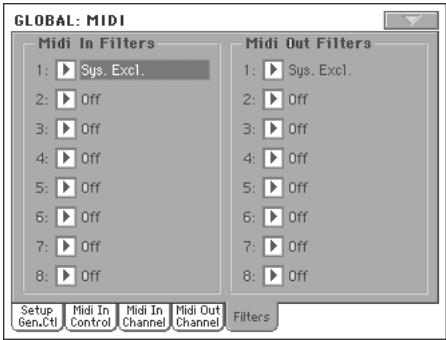 GLOBAL: MIDI
Midi In Filters
1: Sys. Excl.
2: Off
3: Off
4: Off
5: Off
6: Off
7: Off
8: Off
Midi Out Filters
1: Sys. Excl.
2: Off
3: Off
4: Off
5: Off
6: Off
7: Off
8: Off
Setup Gen.Ctl
Midi In Control
Midi In Channel
Midi Out Channel
Filters